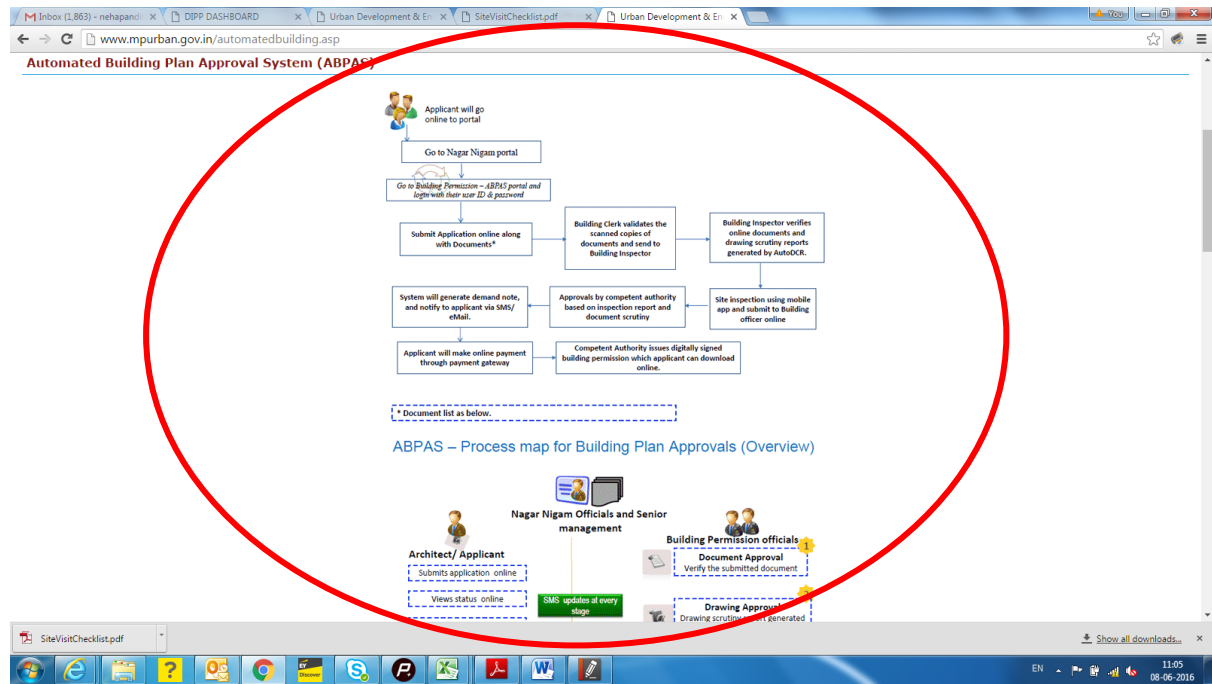 Inbox (1,863) - nehapandi
DIPP DASHBOARD
Urban Development & En
SiteVisitChecklist.pdf
Urban Development & En
You
www.mpurban.gov.in/automatedbuilding.asp
Automated Building Plan Approval System (ABPAS)
Applicant will go
online to portal
Go to Nagar Nigam portal
Go to Building Permission – ABPAS portal and
login with their user ID & password
Submit Application online along
with Documents*
Building Clerk validates the
scanned copies of
documents and send to
Building Inspector
Building Inspector verifies
online documents and
drawing scrutiny reports
generated by AutoDCR.
System will generate demand note,
and notify to applicant via SMS/
eMail.
Approvals by competent authority
based on inspection report and
document scrutiny
Site inspection using mobile
app and submit to Building
officer online
Applicant will make online payment
through payment gateway
Competent Authority issues digitally signed
building permission which applicant can download
online.
* Document list as below.
ABPAS – Process map for Building Plan Approvals (Overview)
Nagar Nigam Officials and Senior
management
Architect/ Applicant
Submits application online
Views status online
SMS updates at every
stage
Building Permission officials
1
Document Approval
Verify the submitted document
Drawing Approval
Drawing scrutiny report generated
SiteVisitChecklist.pdf
Show all downloads...
EY
Discover
EN
11:05
08-06-2016